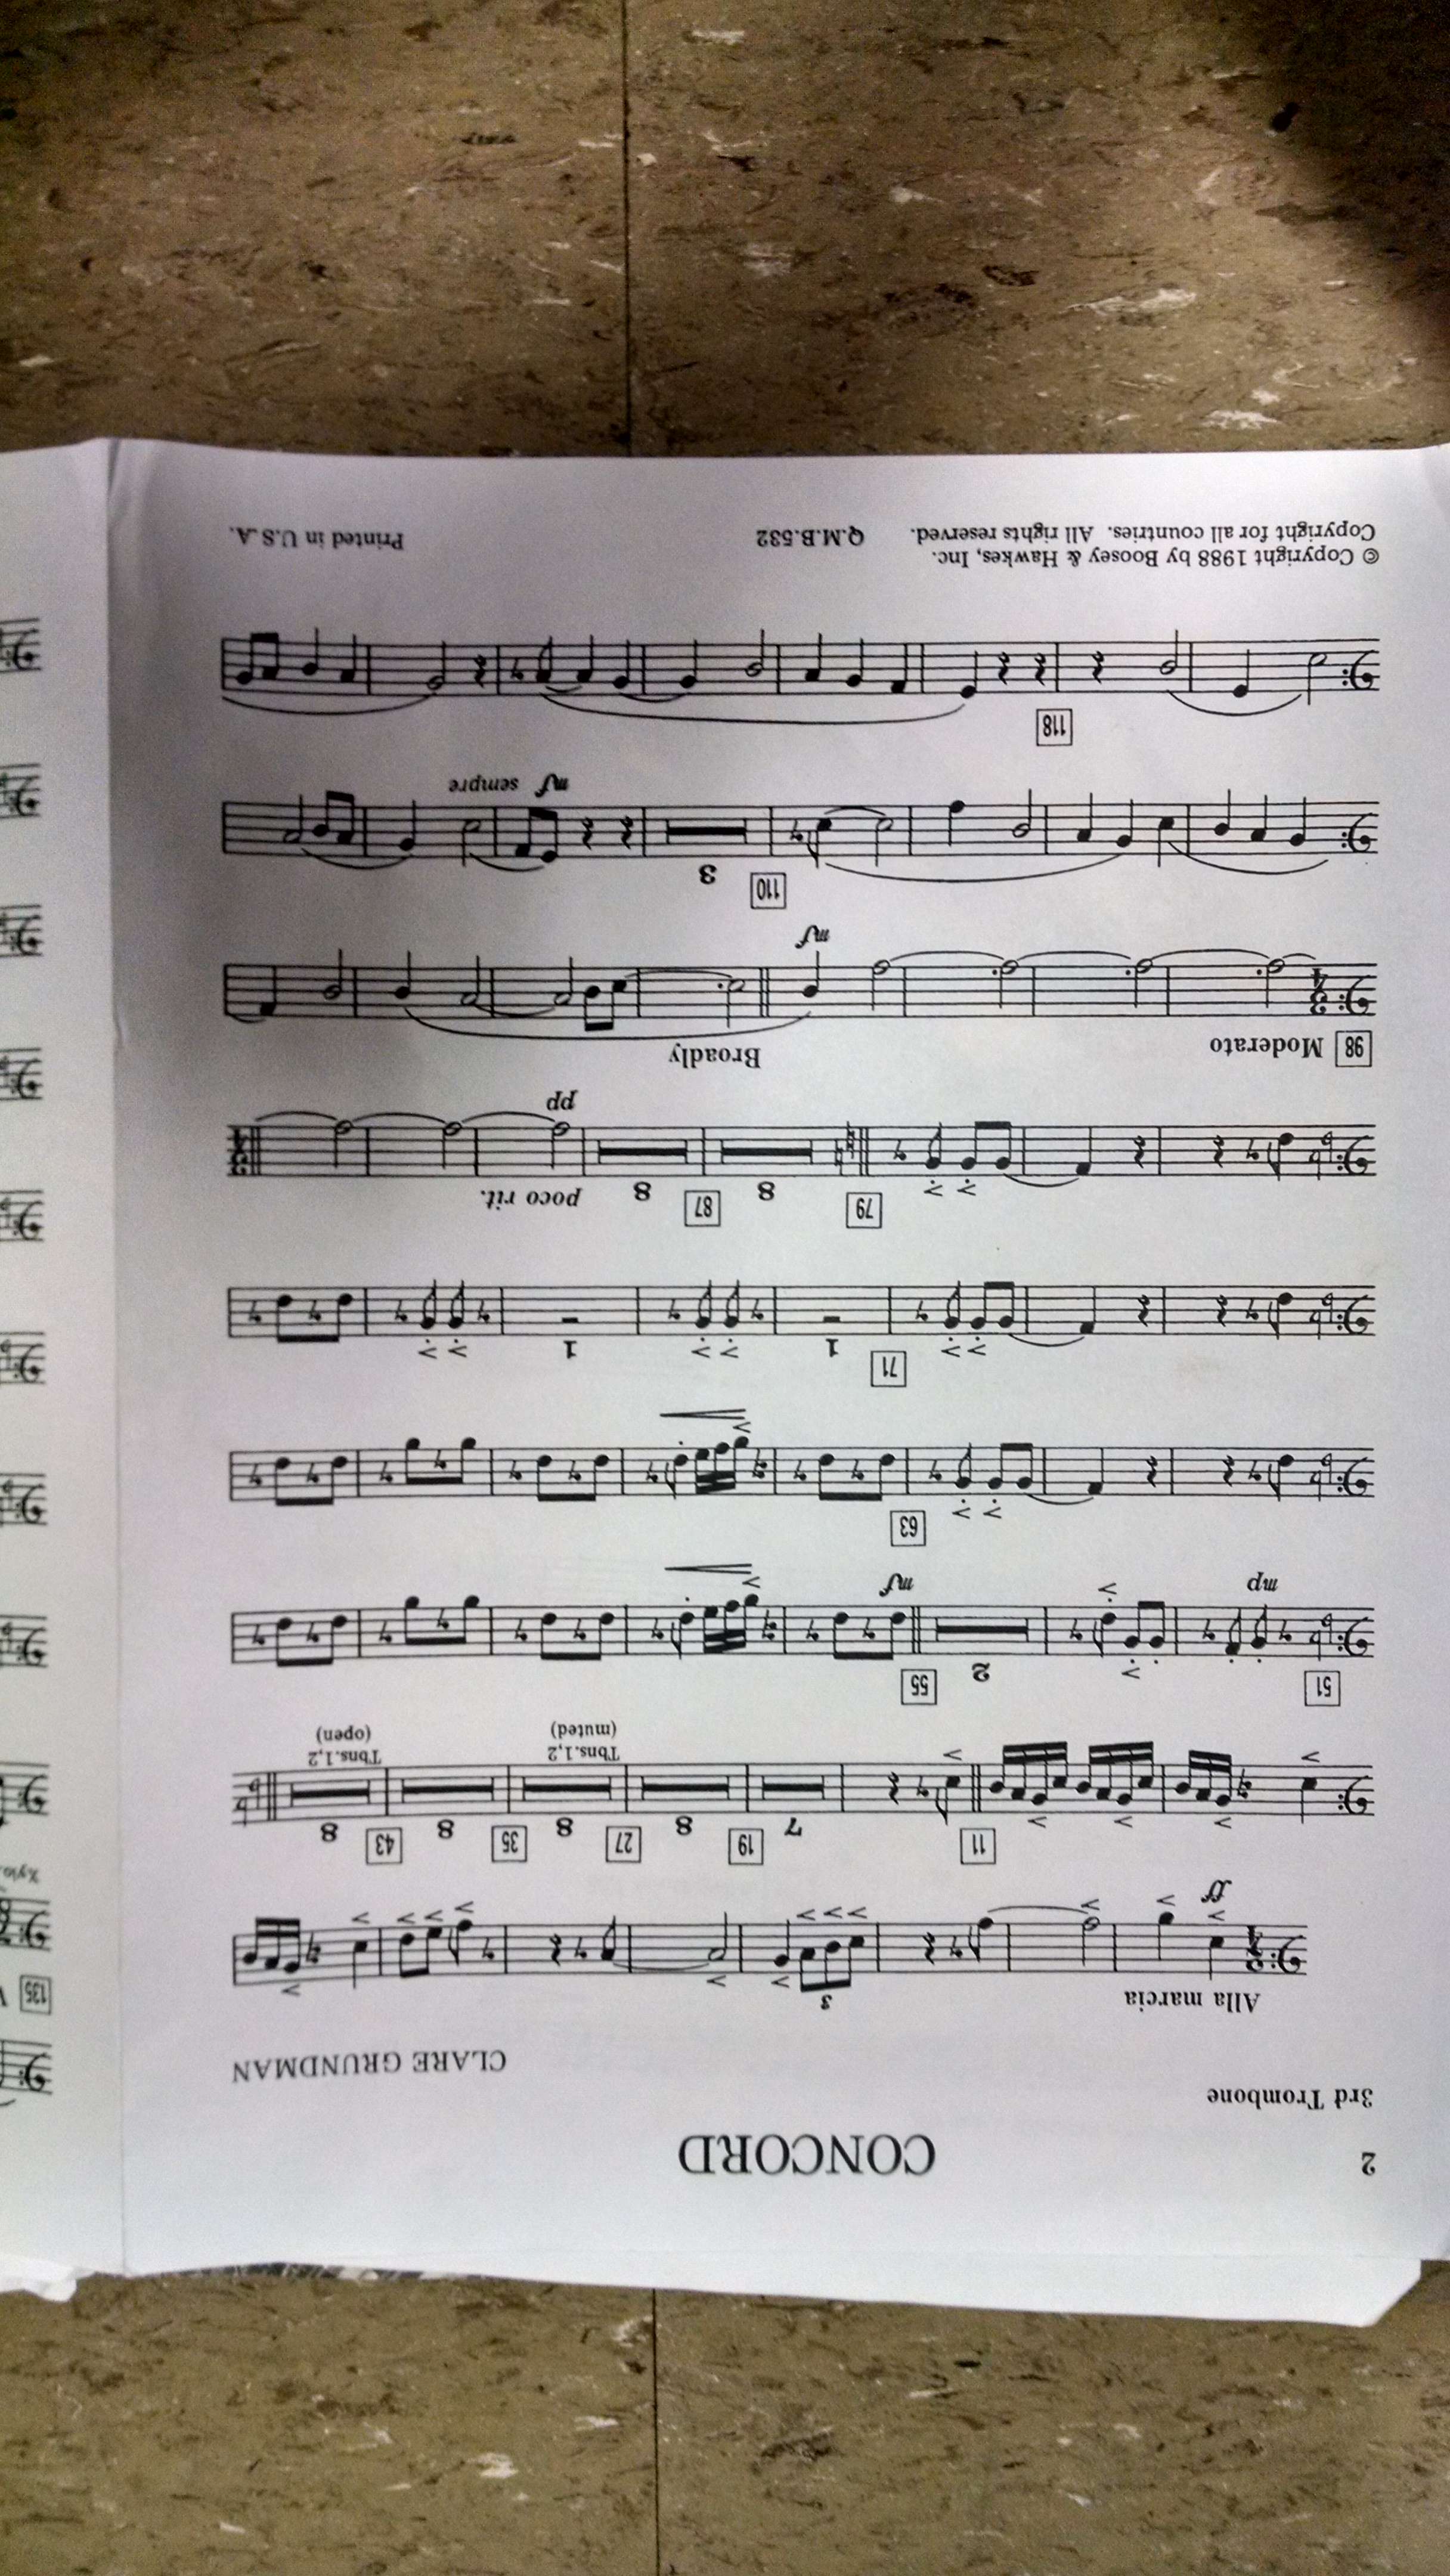 2
CONCORD
3rd Trombone
CLARE GRUNDMAN
Alla marcia
3
ff
11 19 27 35 43
7 8 8 8 8
Tbns.1,2 Tbns.1,2
(muted) (open)
51 55
2
mp mf
63
71
1 1
79 87
8 8 poco rit.
pp
98 Moderato Broadly
3
4
mf
110
3
mf sempre
118
© Copyright 1988 by Boosey & Hawkes, Inc.
Copyright for all countries. All rights reserved. Q.M.B.532 Printed in U.S.A.
135
Xylo.